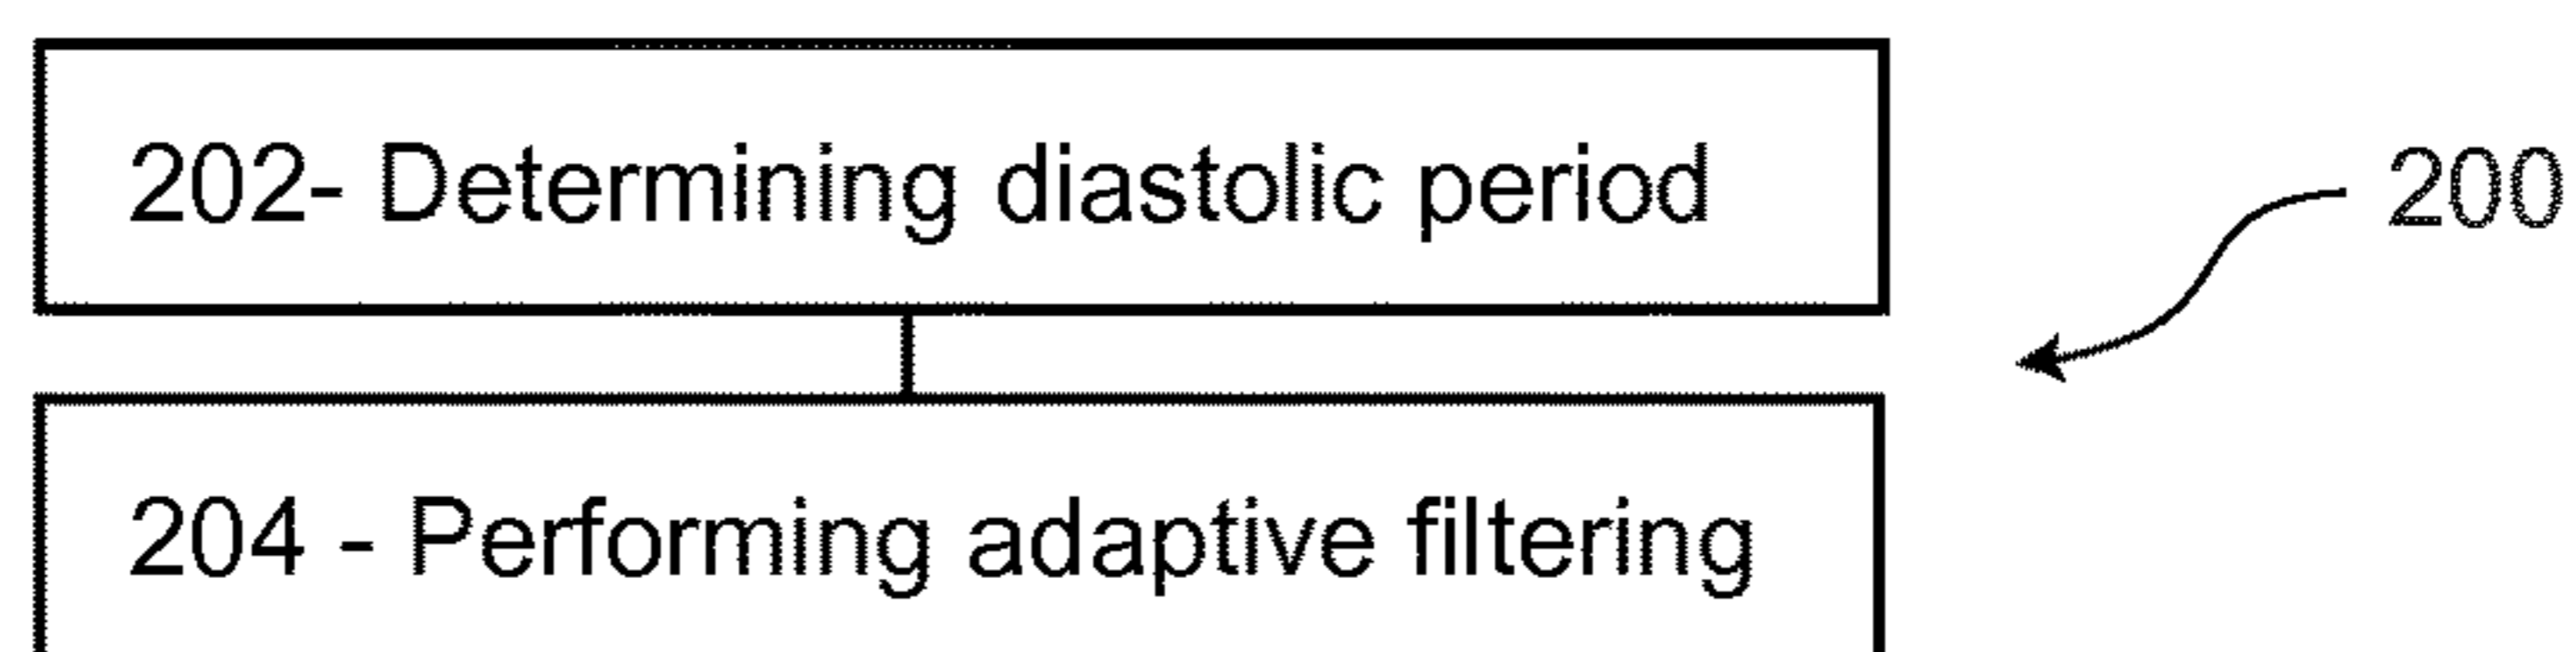 202- Determining diastolic period
200
204 - Performing adaptive filtering